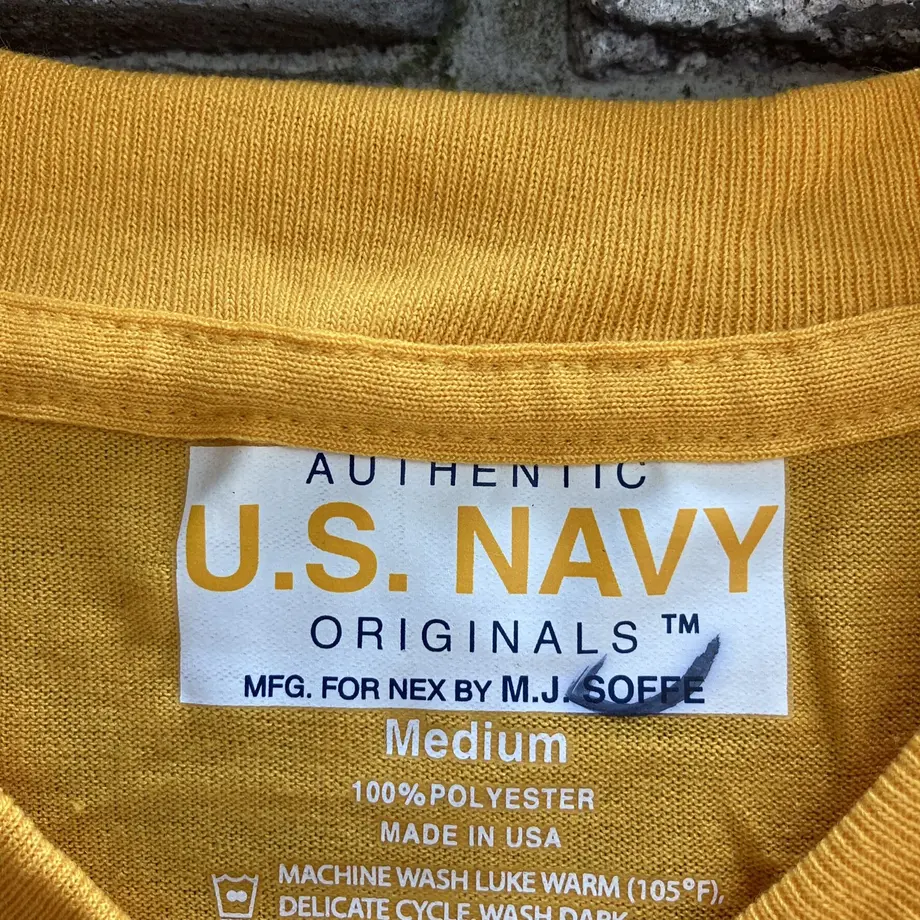 AUTHENTIC
U.S. NAVY
ORIGINALS ™
MFG. FOR NEX BY M.J. SOFFE
Medium
100% POLYESTER
MADE IN USA
MACHINE WASH LUKE WARM (105°F),
DELICATE CYCLE, WASH DARK